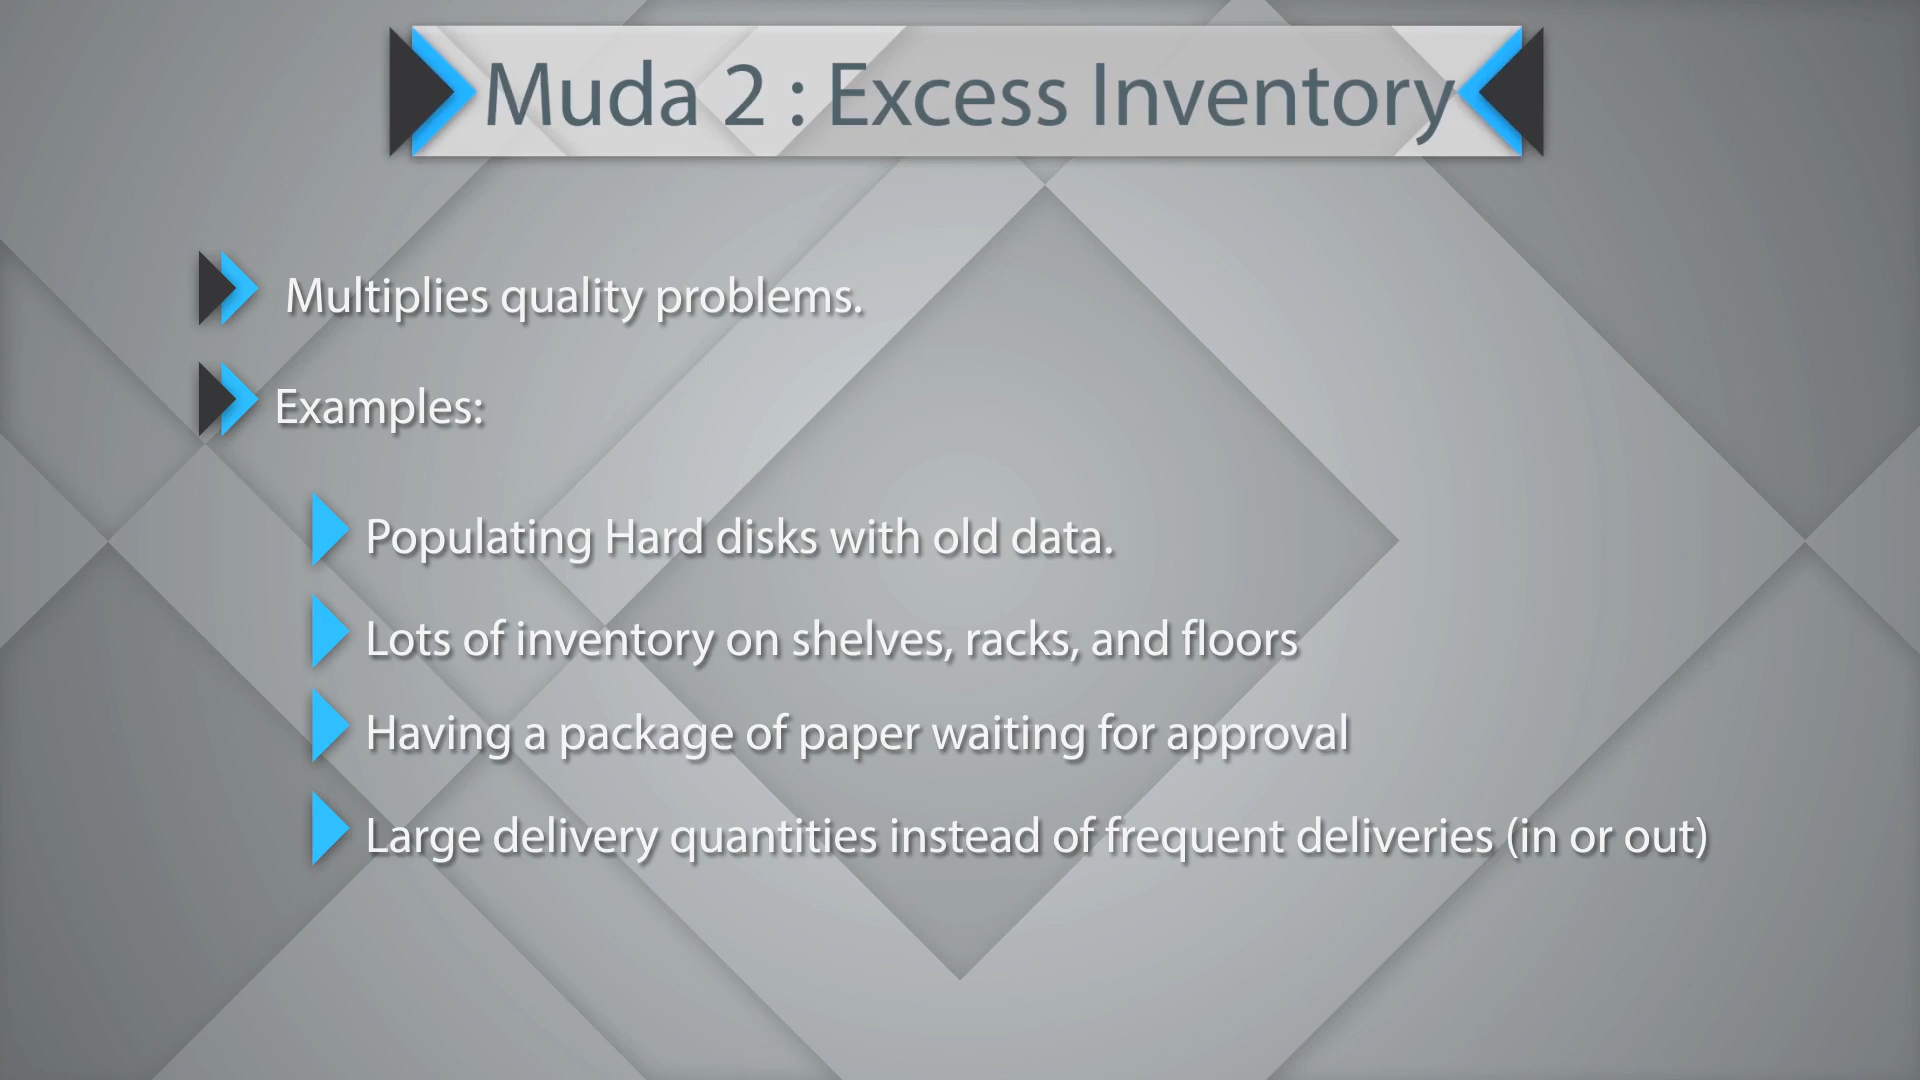 Muda 2 : Excess Inventory
Multiplies quality problems.
Examples:
Populating Hard disks with old data.
Lots of inventory on shelves, racks, and floors
Having a package of paper waiting for approval
Large delivery quantities instead of frequent deliveries (in or out)